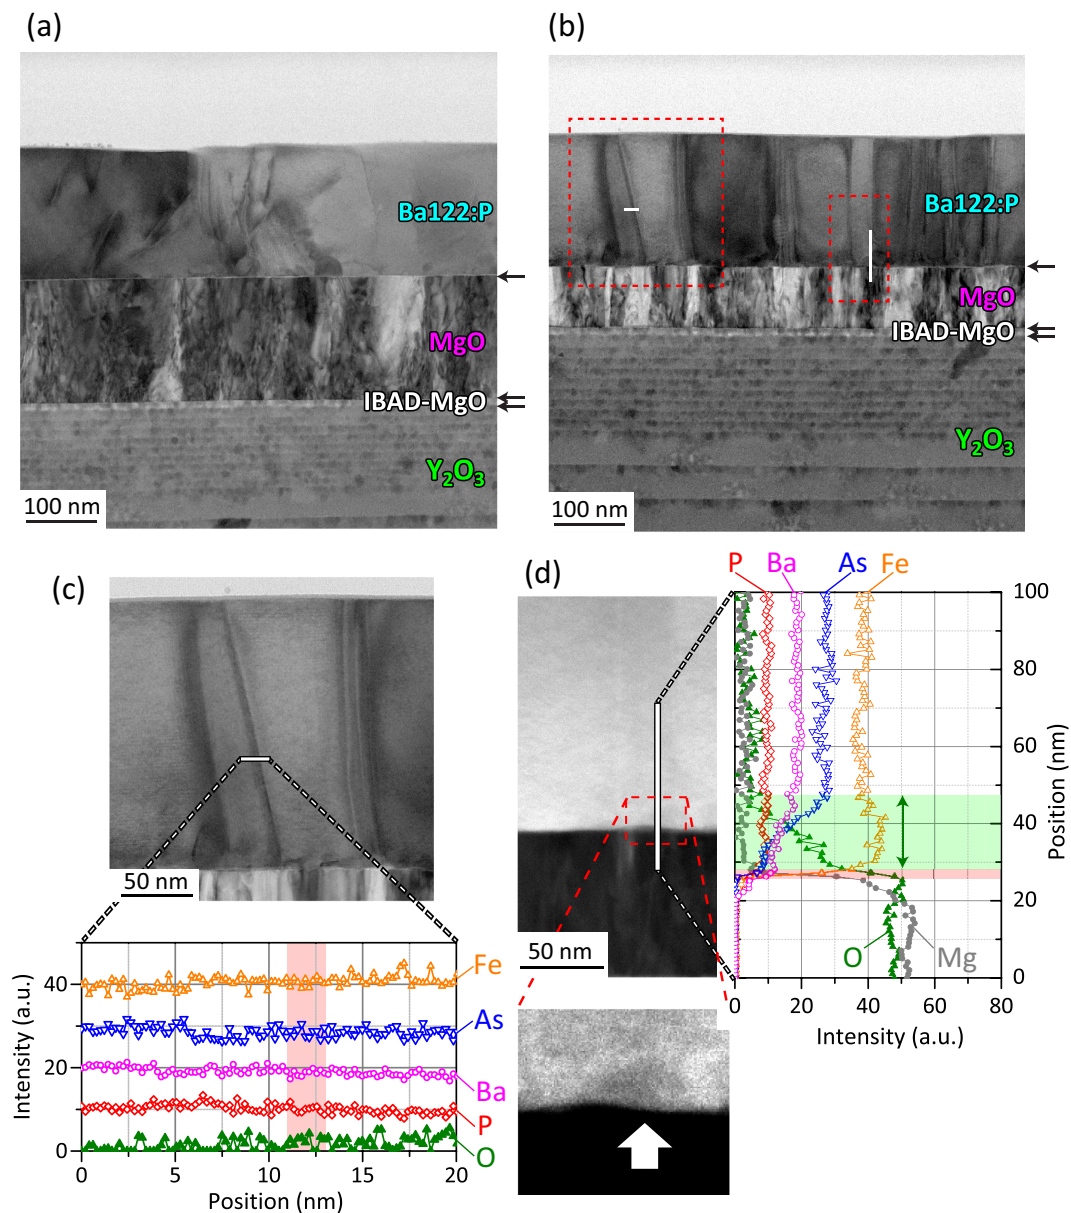 (a)
Ba122:P
MgO
IBAD-MgO
Y₂O₃
100 nm
(b)
Ba122:P
MgO
IBAD-MgO
Y₂O₃
100 nm
(c)
50 nm
Intensity (a.u.)
40
20
0
Fe
As
Ba
P
O
0 5 10 15 20
Position (nm)
(d)
50 nm
P Ba As Fe
100
80
60
40
20
0
Position (nm)
O Mg
0 20 40 60 80
Intensity (a.u.)